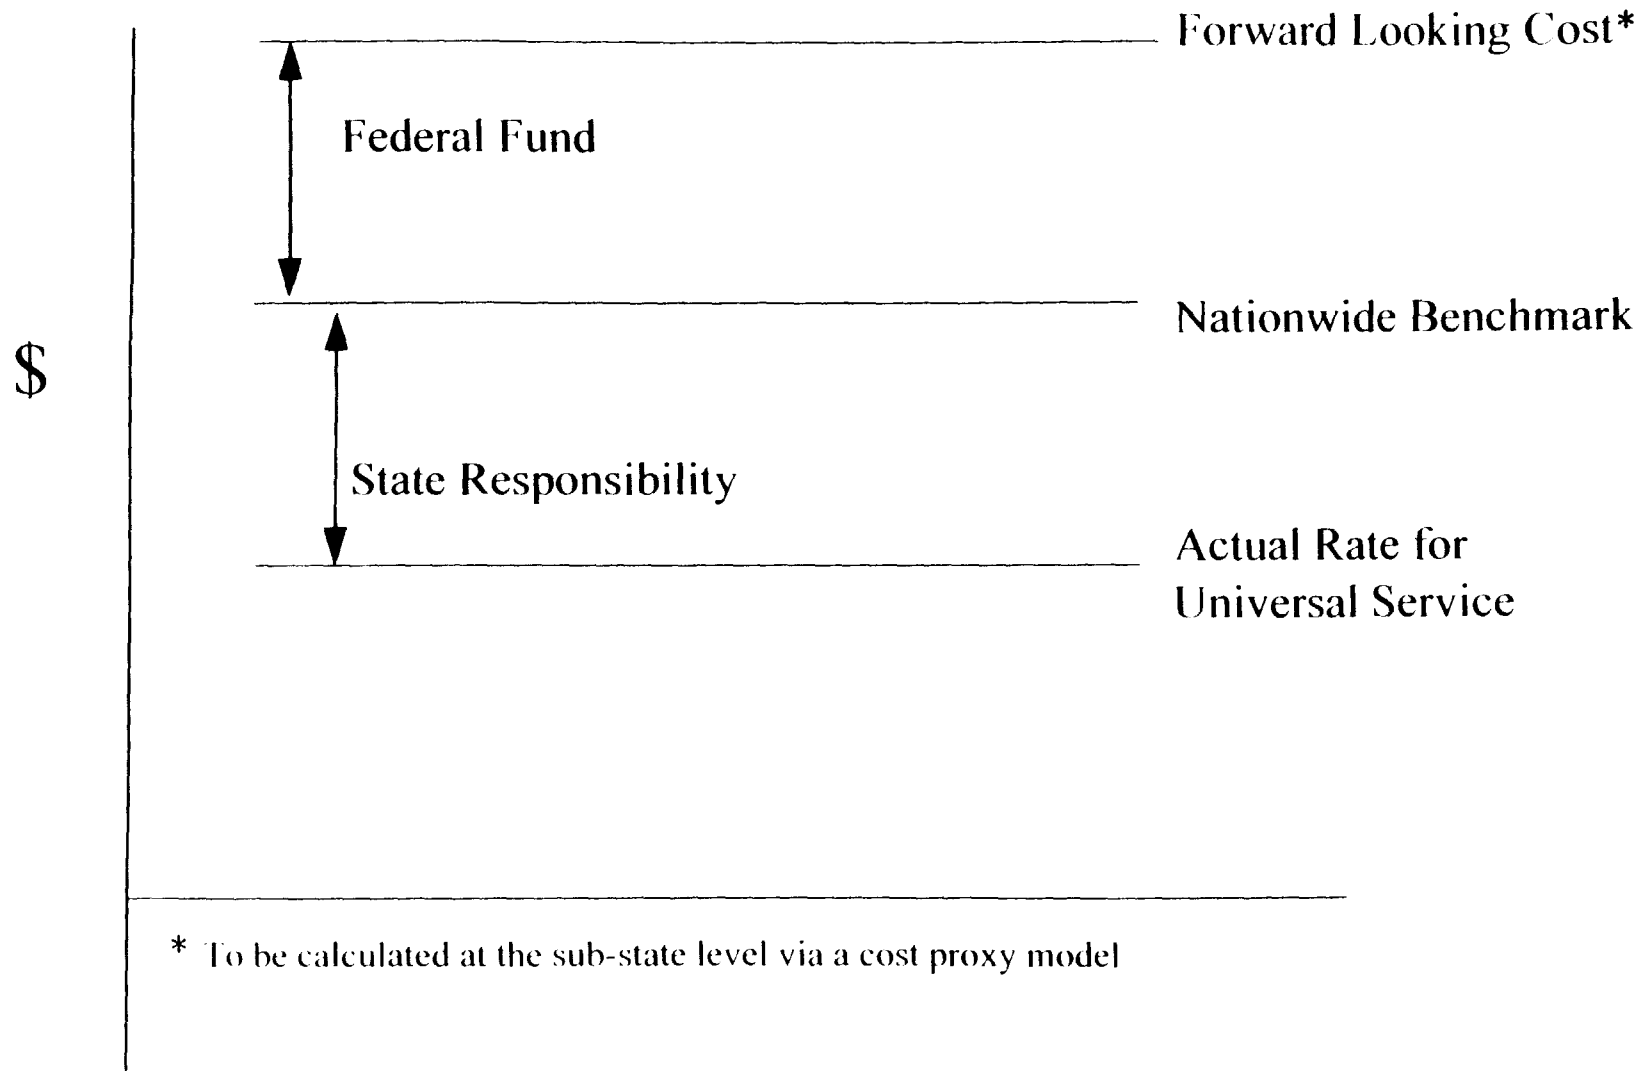 Forward Looking Cost*
Federal Fund
Nationwide Benchmark
$
State Responsibility
Actual Rate for
Universal Service
* To be calculated at the sub-state level via a cost proxy model